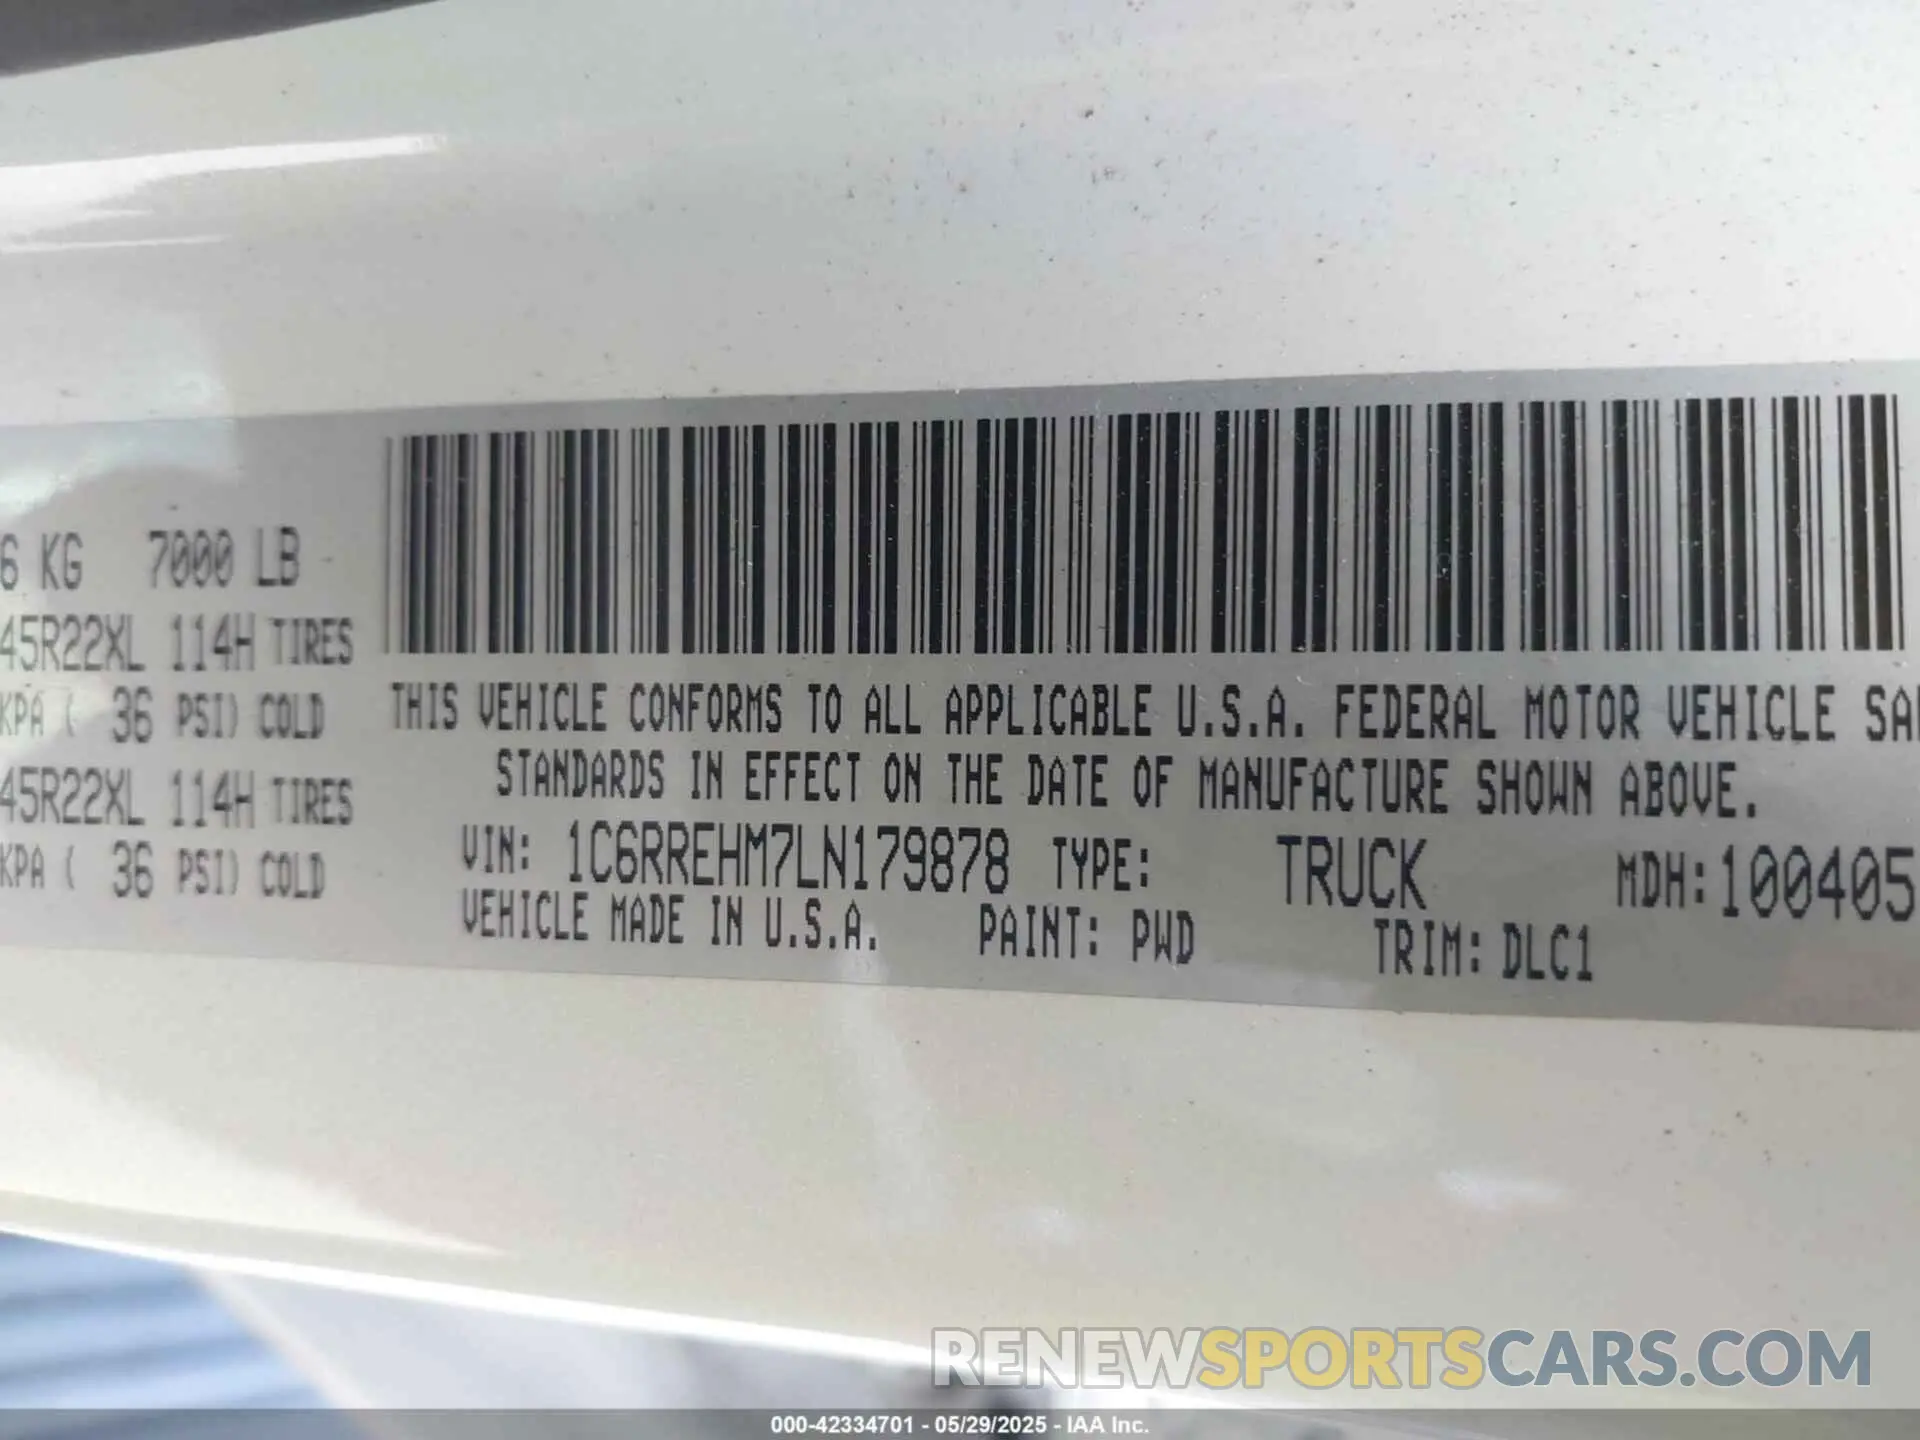 6 KG 7000 LB
45R22XL 114H TIRES
KPA ( 36 PSI) COLD
45R22XL 114H TIRES
KPA ( 36 PSI) COLD
THIS VEHICLE CONFORMS TO ALL APPLICABLE U.S.A. FEDERAL MOTOR VEHICLE SA
STANDARDS IN EFFECT ON THE DATE OF MANUFACTURE SHOWN ABOVE.
VIN: 1C6RREHM7LN179878 TYPE: TRUCK MDH:100405
VEHICLE MADE IN U.S.A. PAINT: PWD TRIM: DLC1
RENEWSPORTSCARS.COM
000-42334701 - 05/29/2025 - IAA Inc.